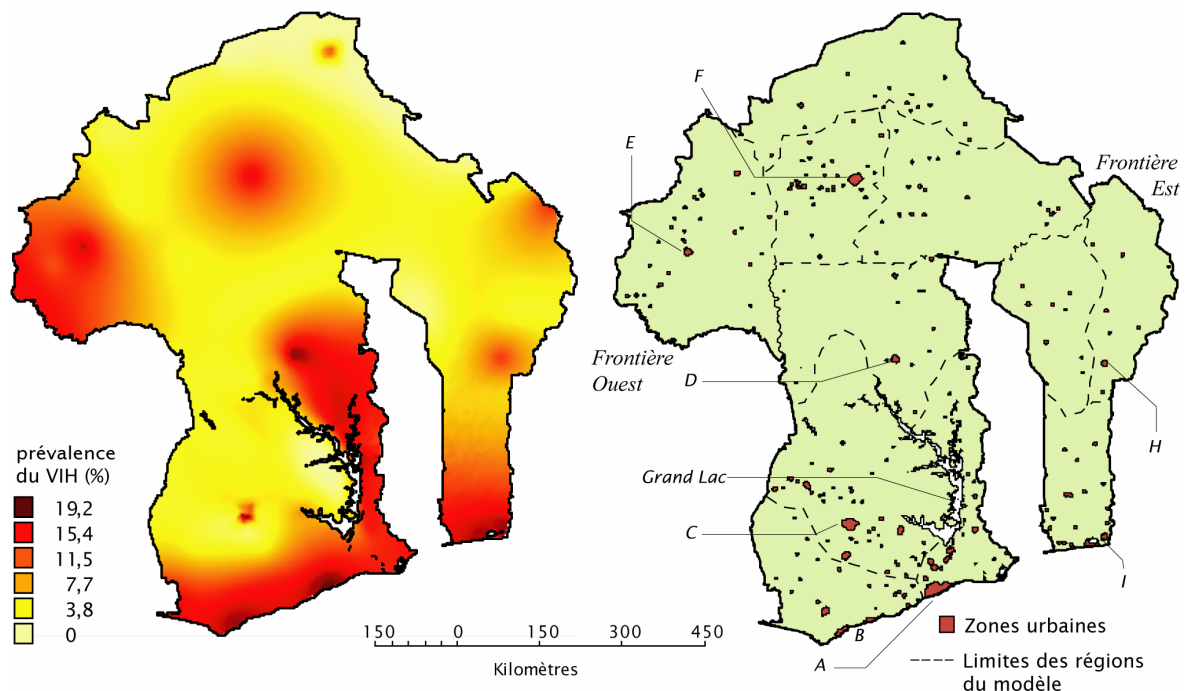 prévalence
du VIH (%)
19,2
15,4
11,5
7,7
3,8
0
F
E
Frontière
Est
Frontière
Ouest
D
H
Grand Lac
C
I
B
A
Zones urbaines
Limites des régions
du modèle
150 0 150 300 450
Kilomètres